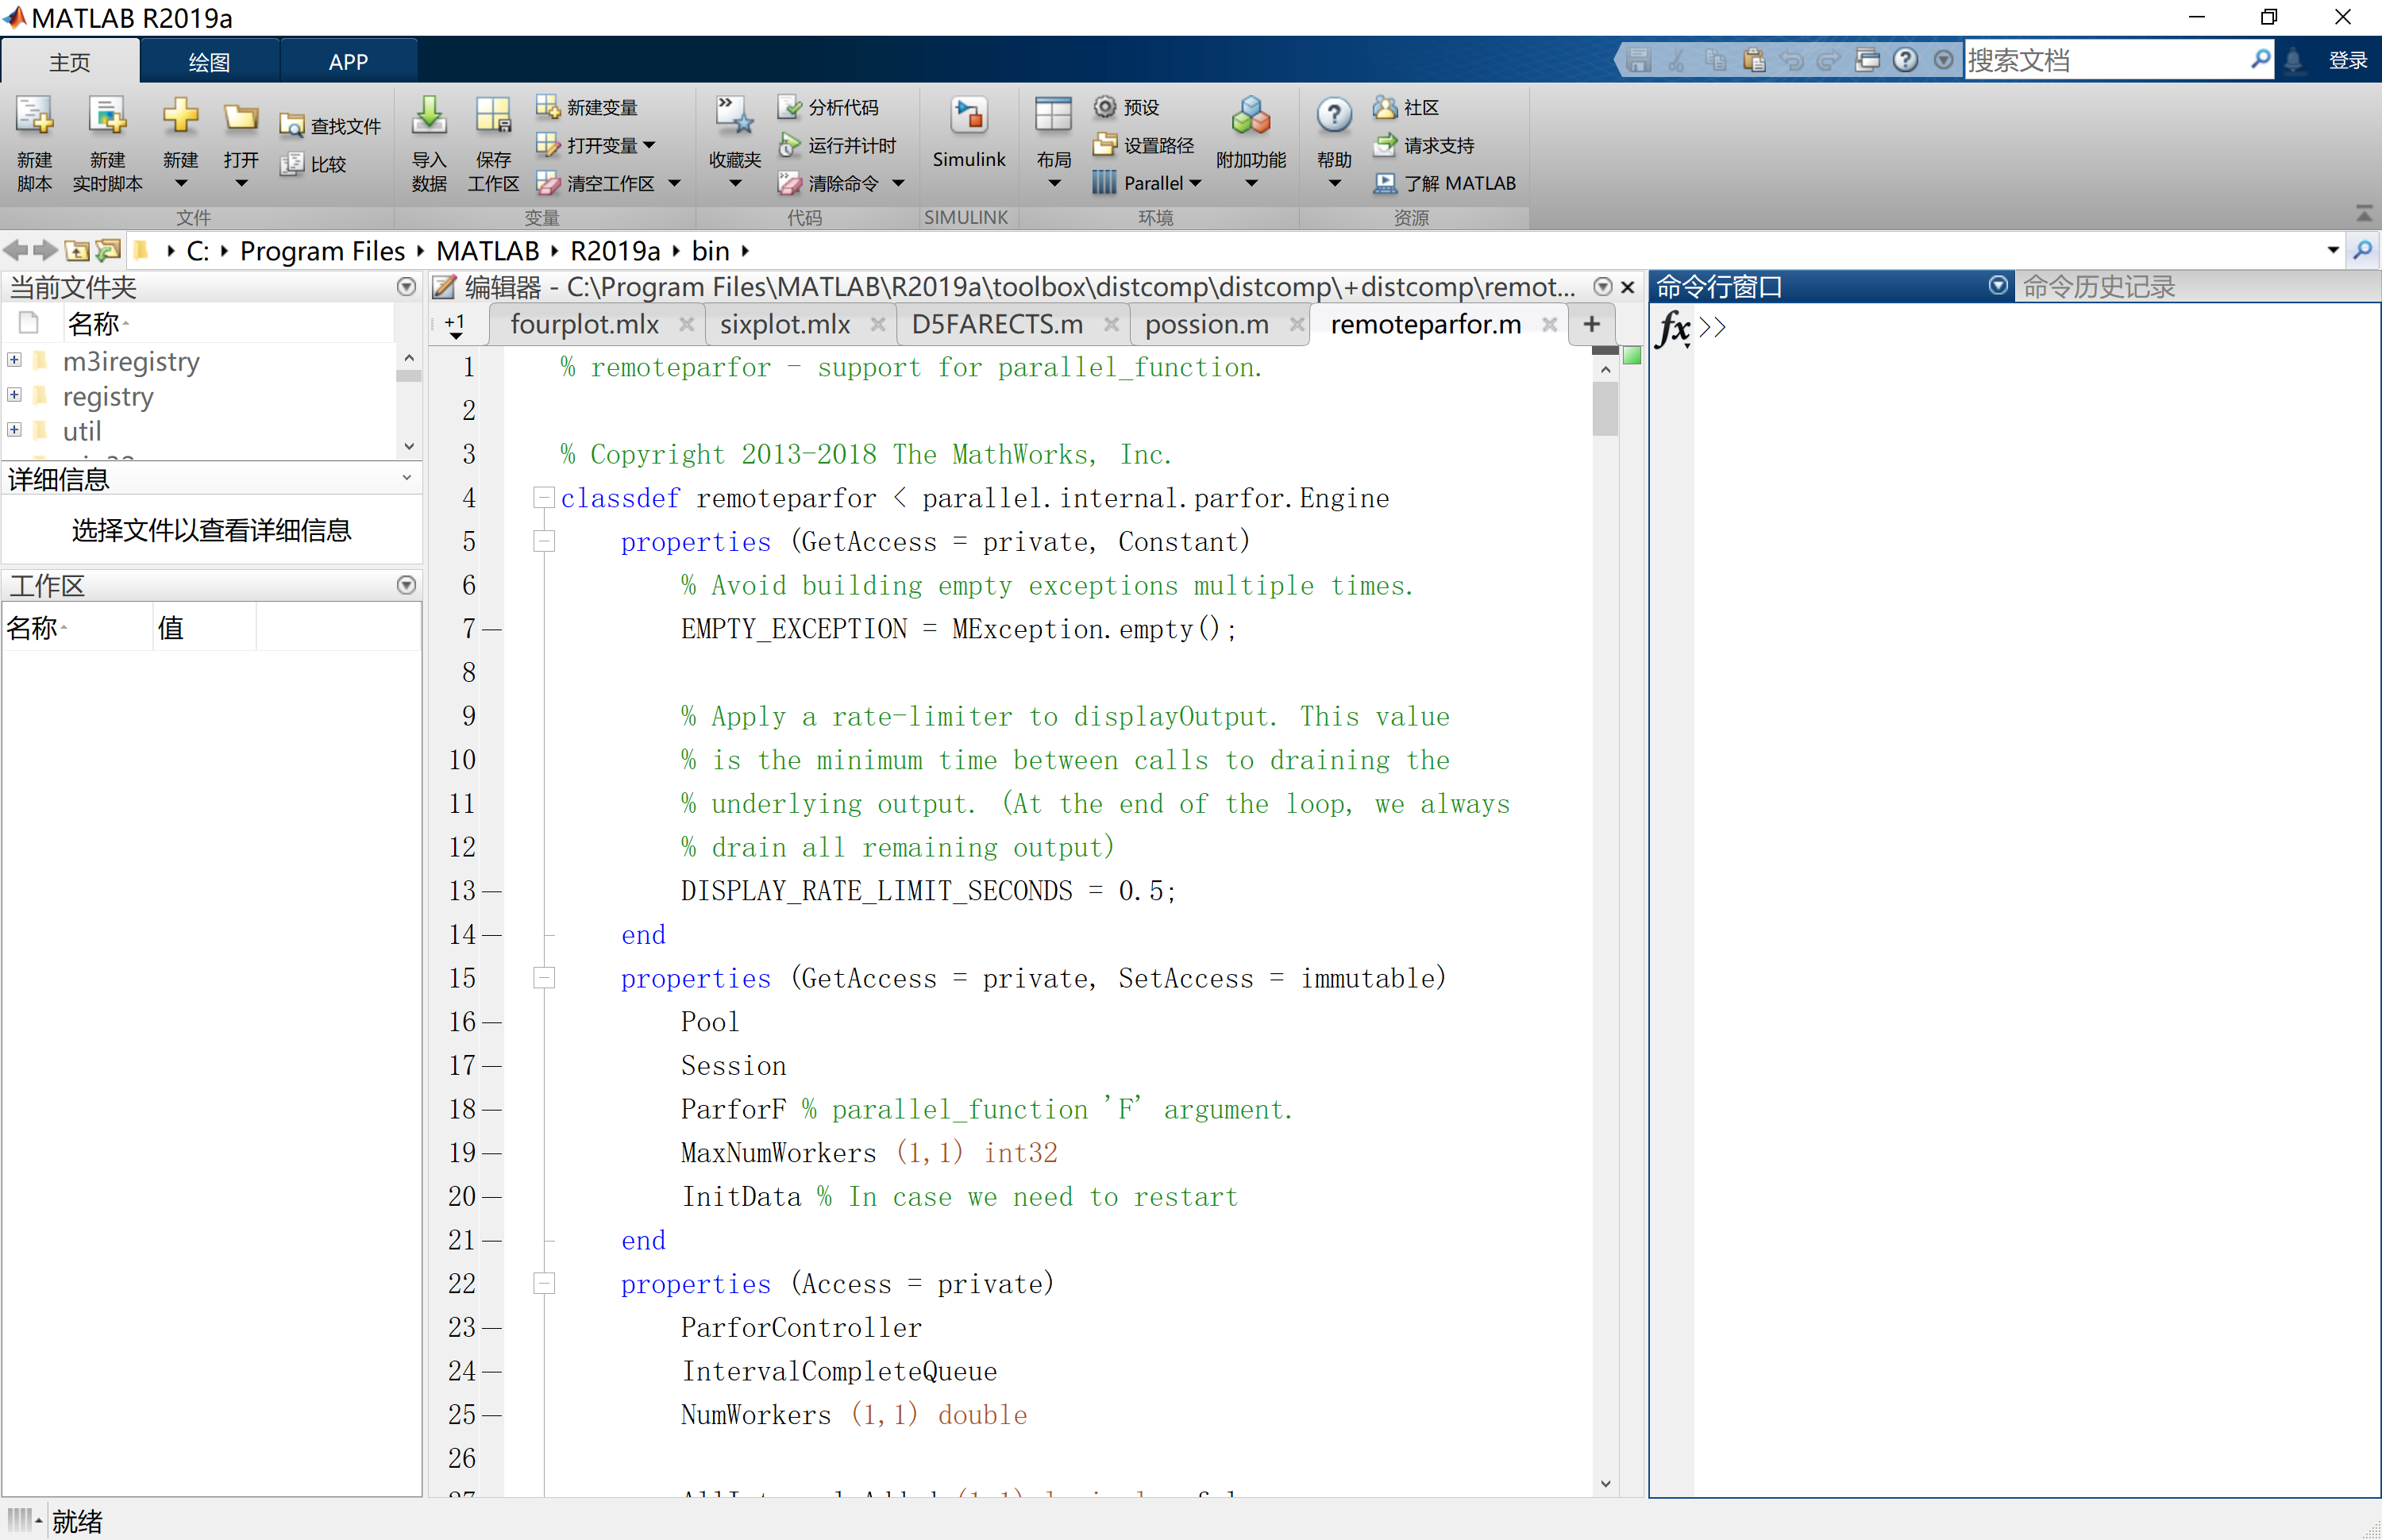 MATLAB R2019a
主页 绘图 APP 搜索文档 登录
新建脚本 新建实时脚本 新建 打开 查找文件 比较
导入数据 保存工作区 新建变量 打开变量 清空工作区
收藏夹 分析代码 运行并计时 清除命令
Simulink 布局 预设 设置路径 Parallel 附加功能
帮助 社区 请求支持 了解 MATLAB
文件 变量 代码 SIMULINK 环境 资源
C: Program Files MATLAB R2019a bin
当前文件夹
名称
m3iregistry
registry
util
详细信息
选择文件以查看详细信息
工作区
名称 值
编辑器 - C:\Program Files\MATLAB\R2019a\toolbox\distcomp\distcomp\+distcomp\remot...
+1 fourplot.mlx sixplot.mlx D5FARECTS.m possion.m remoteparfor.m +
1 % remoteparfor - support for parallel_function.
2
3 % Copyright 2013-2018 The MathWorks, Inc.
4 classdef remoteparfor < parallel.internal.parfor.Engine
5 properties (GetAccess = private, Constant)
6 % Avoid building empty exceptions multiple times.
7 EMPTY_EXCEPTION = MException.empty();
8
9 % Apply a rate-limiter to displayOutput. This value
10 % is the minimum time between calls to draining the
11 % underlying output. (At the end of the loop, we always
12 % drain all remaining output)
13 DISPLAY_RATE_LIMIT_SECONDS = 0.5;
14 end
15 properties (GetAccess = private, SetAccess = immutable)
16 Pool
17 Session
18 ParforF % parallel_function 'F' argument.
19 MaxNumWorkers (1,1) int32
20 InitData % In case we need to restart
21 end
22 properties (Access = private)
23 ParforController
24 IntervalCompleteQueue
25 NumWorkers (1,1) double
26
命令行窗口 命令历史记录
fx >>
就绪